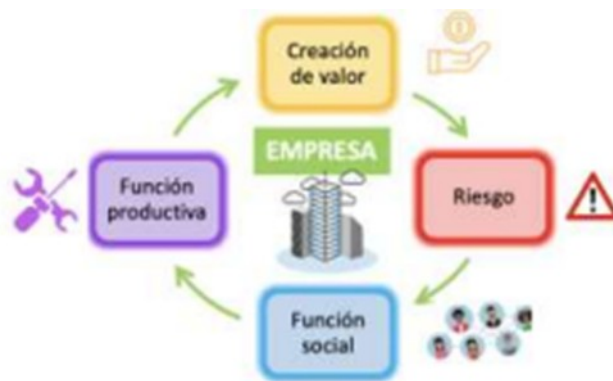 Creación
de valor
EMPRESA
Función
productiva
Riesgo
Función
social